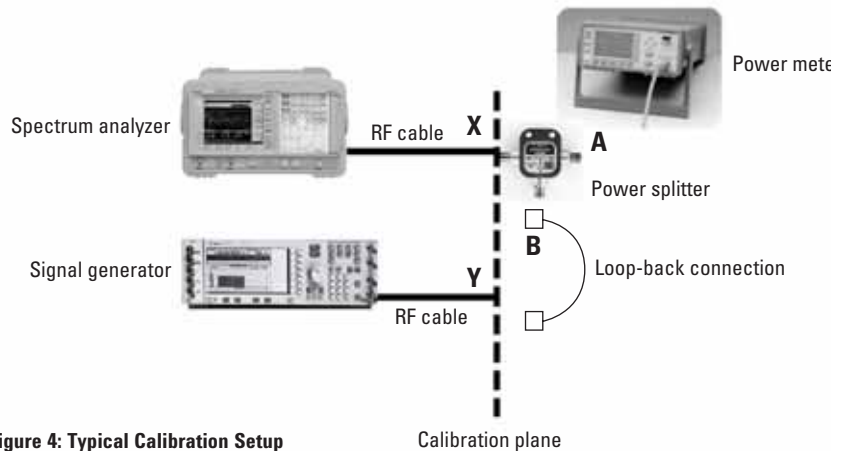 Power mete
Spectrum analyzer
RF cable
X
A
Power splitter
B
Signal generator
Y
Loop-back connection
RF cable
igure 4: Typical Calibration Setup
Calibration plane